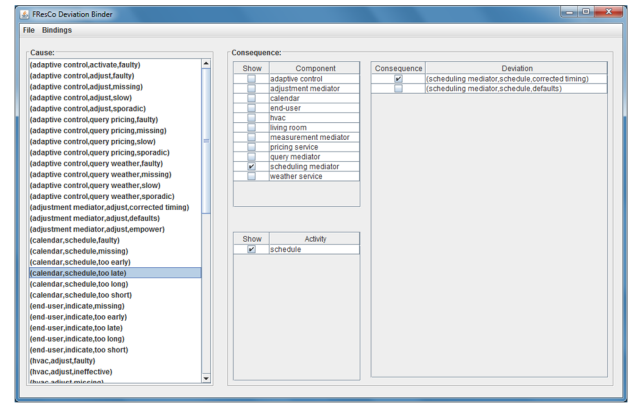 FResCo Deviation Binder
File Bindings
Cause:
(adaptive control,activate,faulty)
(adaptive control,adjust,faulty)
(adaptive control,adjust,missing)
(adaptive control,adjust,slow)
(adaptive control,adjust,sporadic)
(adaptive control,query pricing,faulty)
(adaptive control,query pricing,missing)
(adaptive control,query pricing,slow)
(adaptive control,query pricing,sporadic)
(adaptive control,query weather,faulty)
(adaptive control,query weather,missing)
(adaptive control,query weather,slow)
(adaptive control,query weather,sporadic)
(adjustment mediator,adjust,corrected timing)
(adjustment mediator,adjust,defaults)
(adjustment mediator,adjust,empower)
(calendar,schedule,faulty)
(calendar,schedule,missing)
(calendar,schedule,too early)
(calendar,schedule,too late)
(calendar,schedule,too long)
(calendar,schedule,too short)
(end-user,indicate,missing)
(end-user,indicate,too early)
(end-user,indicate,too late)
(end-user,indicate,too long)
(end-user,indicate,too short)
(hvac,adjust,faulty)
(hvac,adjust,ineffective)
(hvac,adjust,missing)
Consequence:
Show Component
adaptive control
adjustment mediator
calendar
end-user
hvac
living room
measurement mediator
pricing service
query mediator
scheduling mediator
weather service
Show Activity
schedule
Consequence Deviation
(scheduling mediator,schedule,corrected timing)
(scheduling mediator,schedule,defaults)